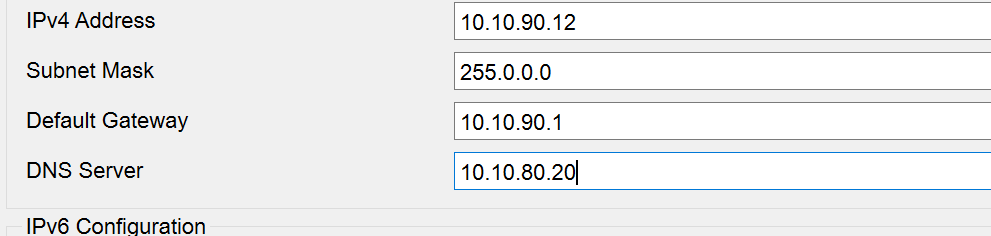 IPv4 Address 10.10.90.12
Subnet Mask 255.0.0.0
Default Gateway 10.10.90.1
DNS Server 10.10.80.20
IPv6 Configuration